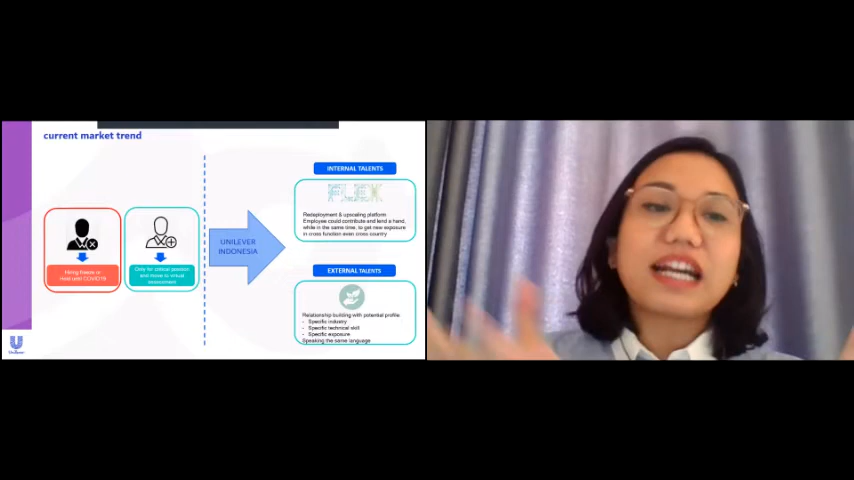 current market trend
Hiring freeze or
Hold until COVID19
Only for critical position
and move to virtual
assessment
UNILEVER
INDONESIA
INTERNAL TALENTS
FLEX
Redeployment & upscaling platform
Employee could contribute and lend a hand,
while in the same time, to get new exposure
in cross function even cross country
EXTERNAL TALENTS
Relationship building with potential profile:
- Specific industry
- Specific technical skill
- Specific exposure
Speaking the same language
Unilever